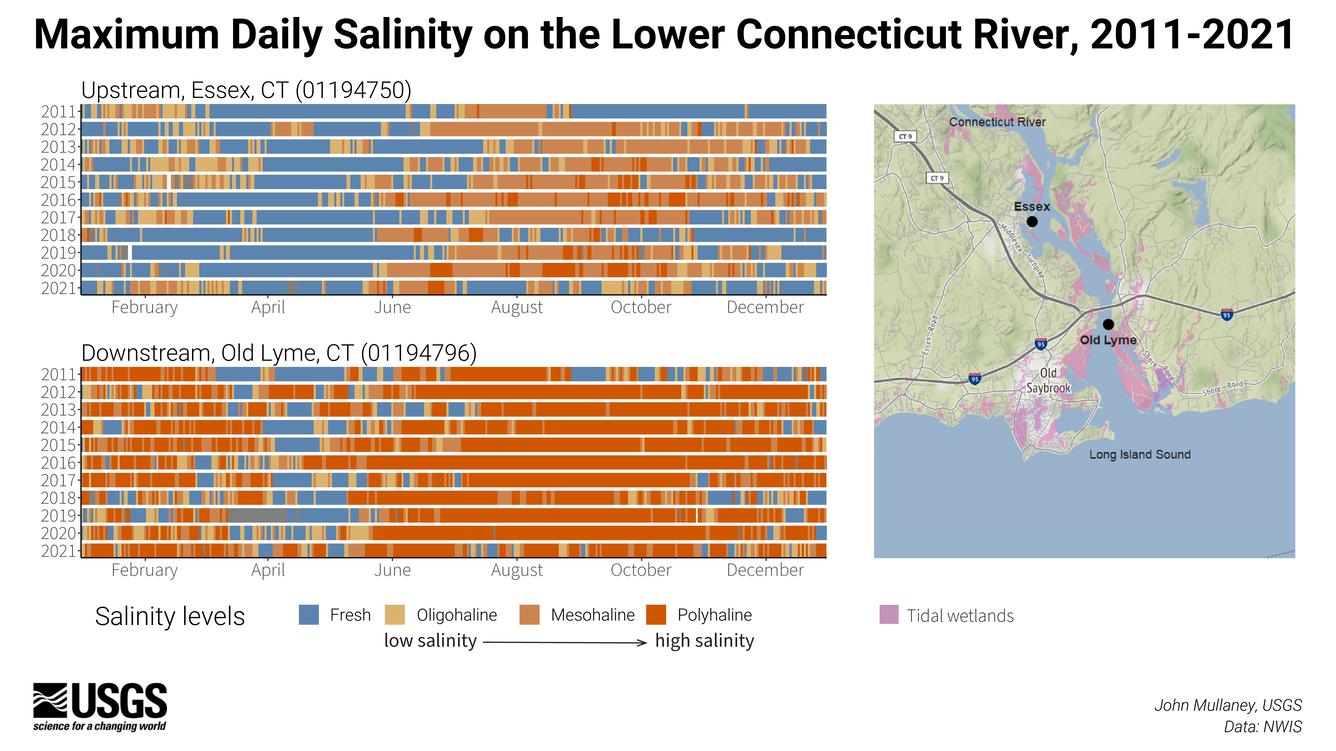 Maximum Daily Salinity on the Lower Connecticut River, 2011-2021
Upstream, Essex, CT (01194750)
2011
2012
2013
2014
2015
2016
2017
2018
2019
2020
2021
February April June August October December
Downstream, Old Lyme, CT (01194796)
2011
2012
2013
2014
2015
2016
2017
2018
2019
2020
2021
February April June August October December
Salinity levels
Fresh Oligohaline Mesohaline Polyhaline
low salinity high salinity
Connecticut River
CT 9
CT 9
Essex
Middlesex Turnpike
Essex Road
95
95
95
Old Lyme
Shore Road
Shore Road
Old
Saybrook
Long Island Sound
Tidal wetlands
USGS
science for a changing world
John Mullaney, USGS
Data: NWIS